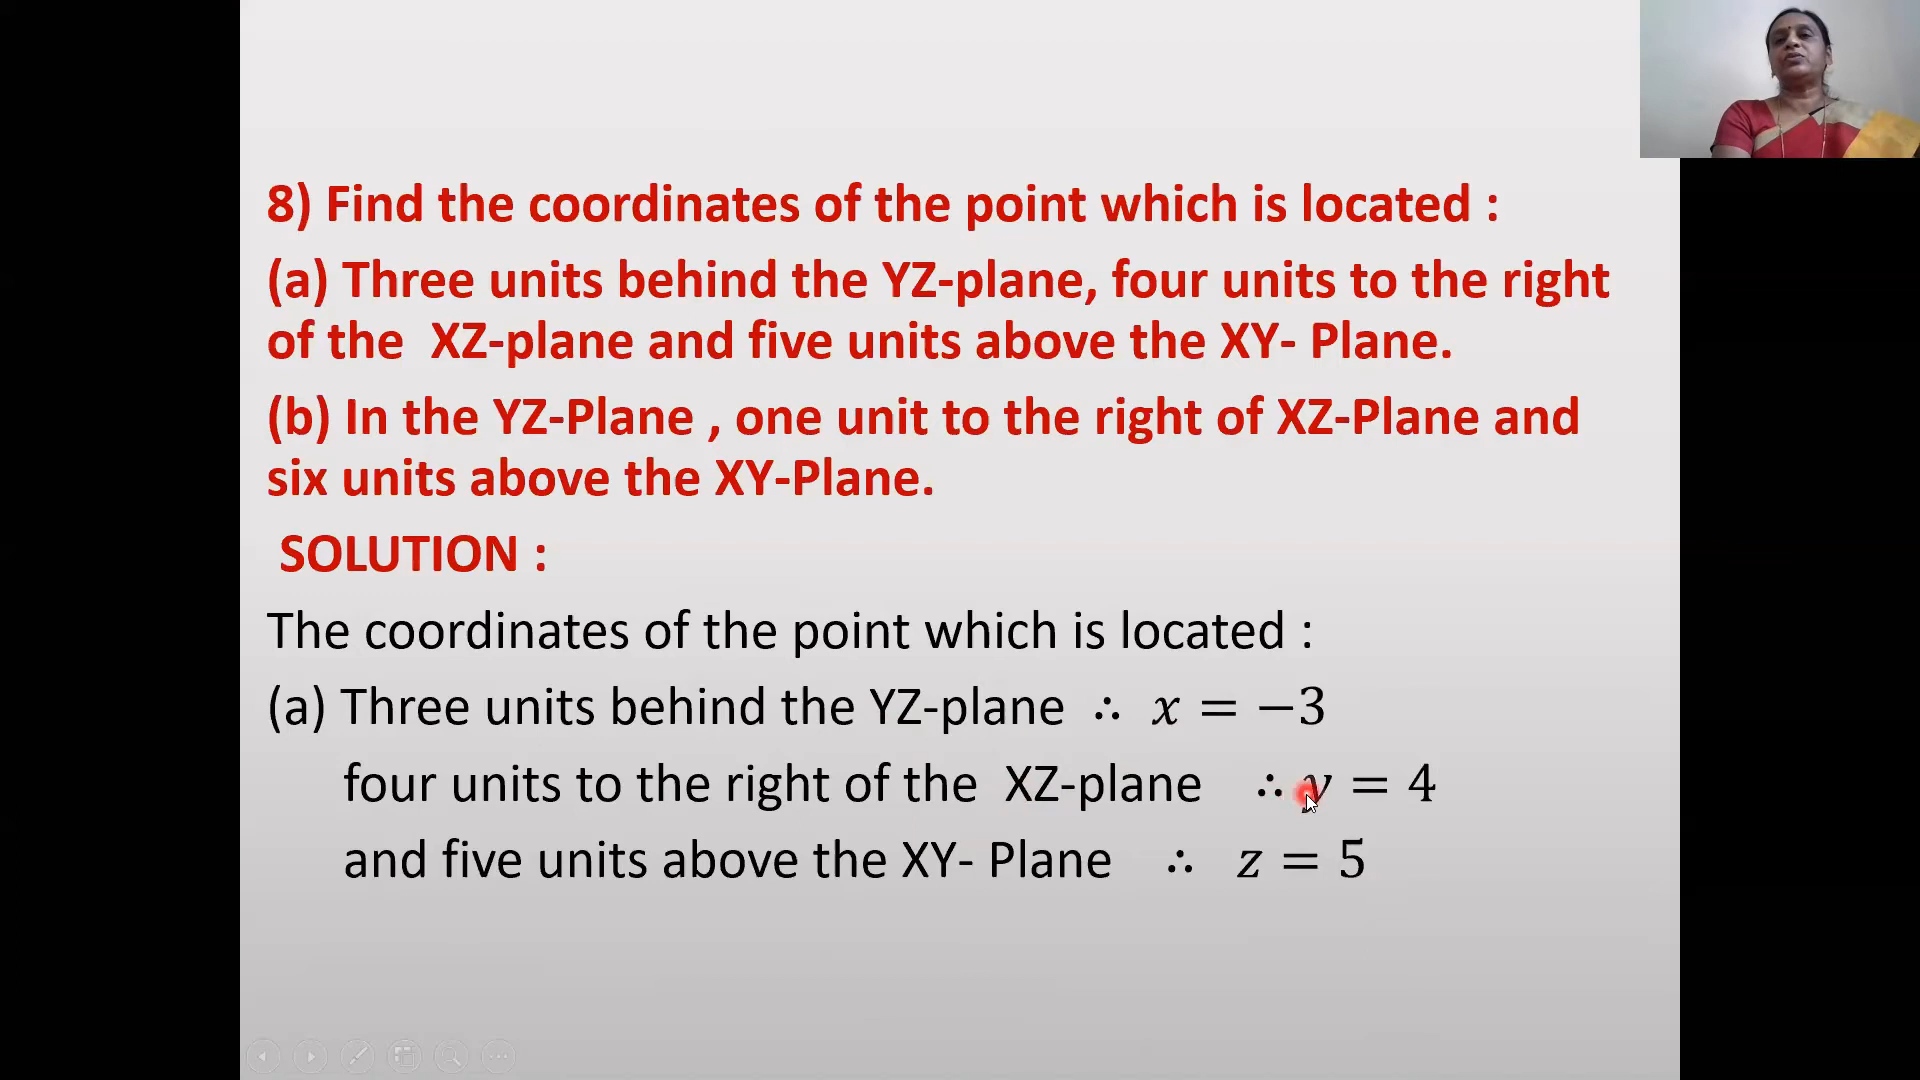 8) Find the coordinates of the point which is located :
(a) Three units behind the YZ-plane, four units to the right
of the XZ-plane and five units above the XY- Plane.
(b) In the YZ-Plane , one unit to the right of XZ-Plane and
six units above the XY-Plane.
SOLUTION :
The coordinates of the point which is located :
(a) Three units behind the YZ-plane ∴ x = −3
four units to the right of the XZ-plane ∴ y = 4
and five units above the XY- Plane ∴ z = 5